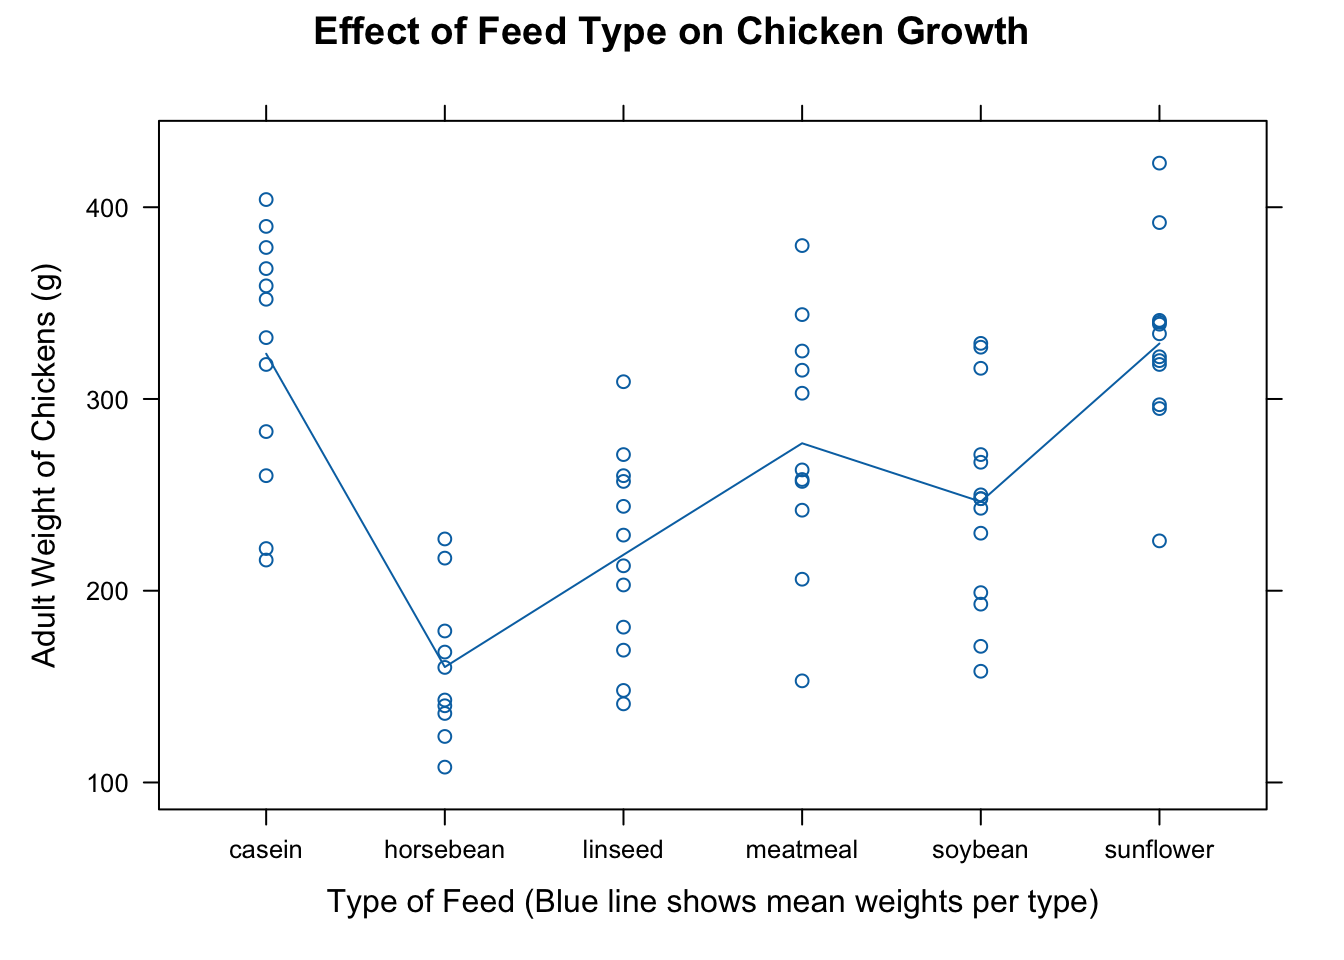 Effect of Feed Type on Chicken Growth
Adult Weight of Chickens (g)
400
300
200
100
casein horsebean linseed meatmeal soybean sunflower
Type of Feed (Blue line shows mean weights per type)